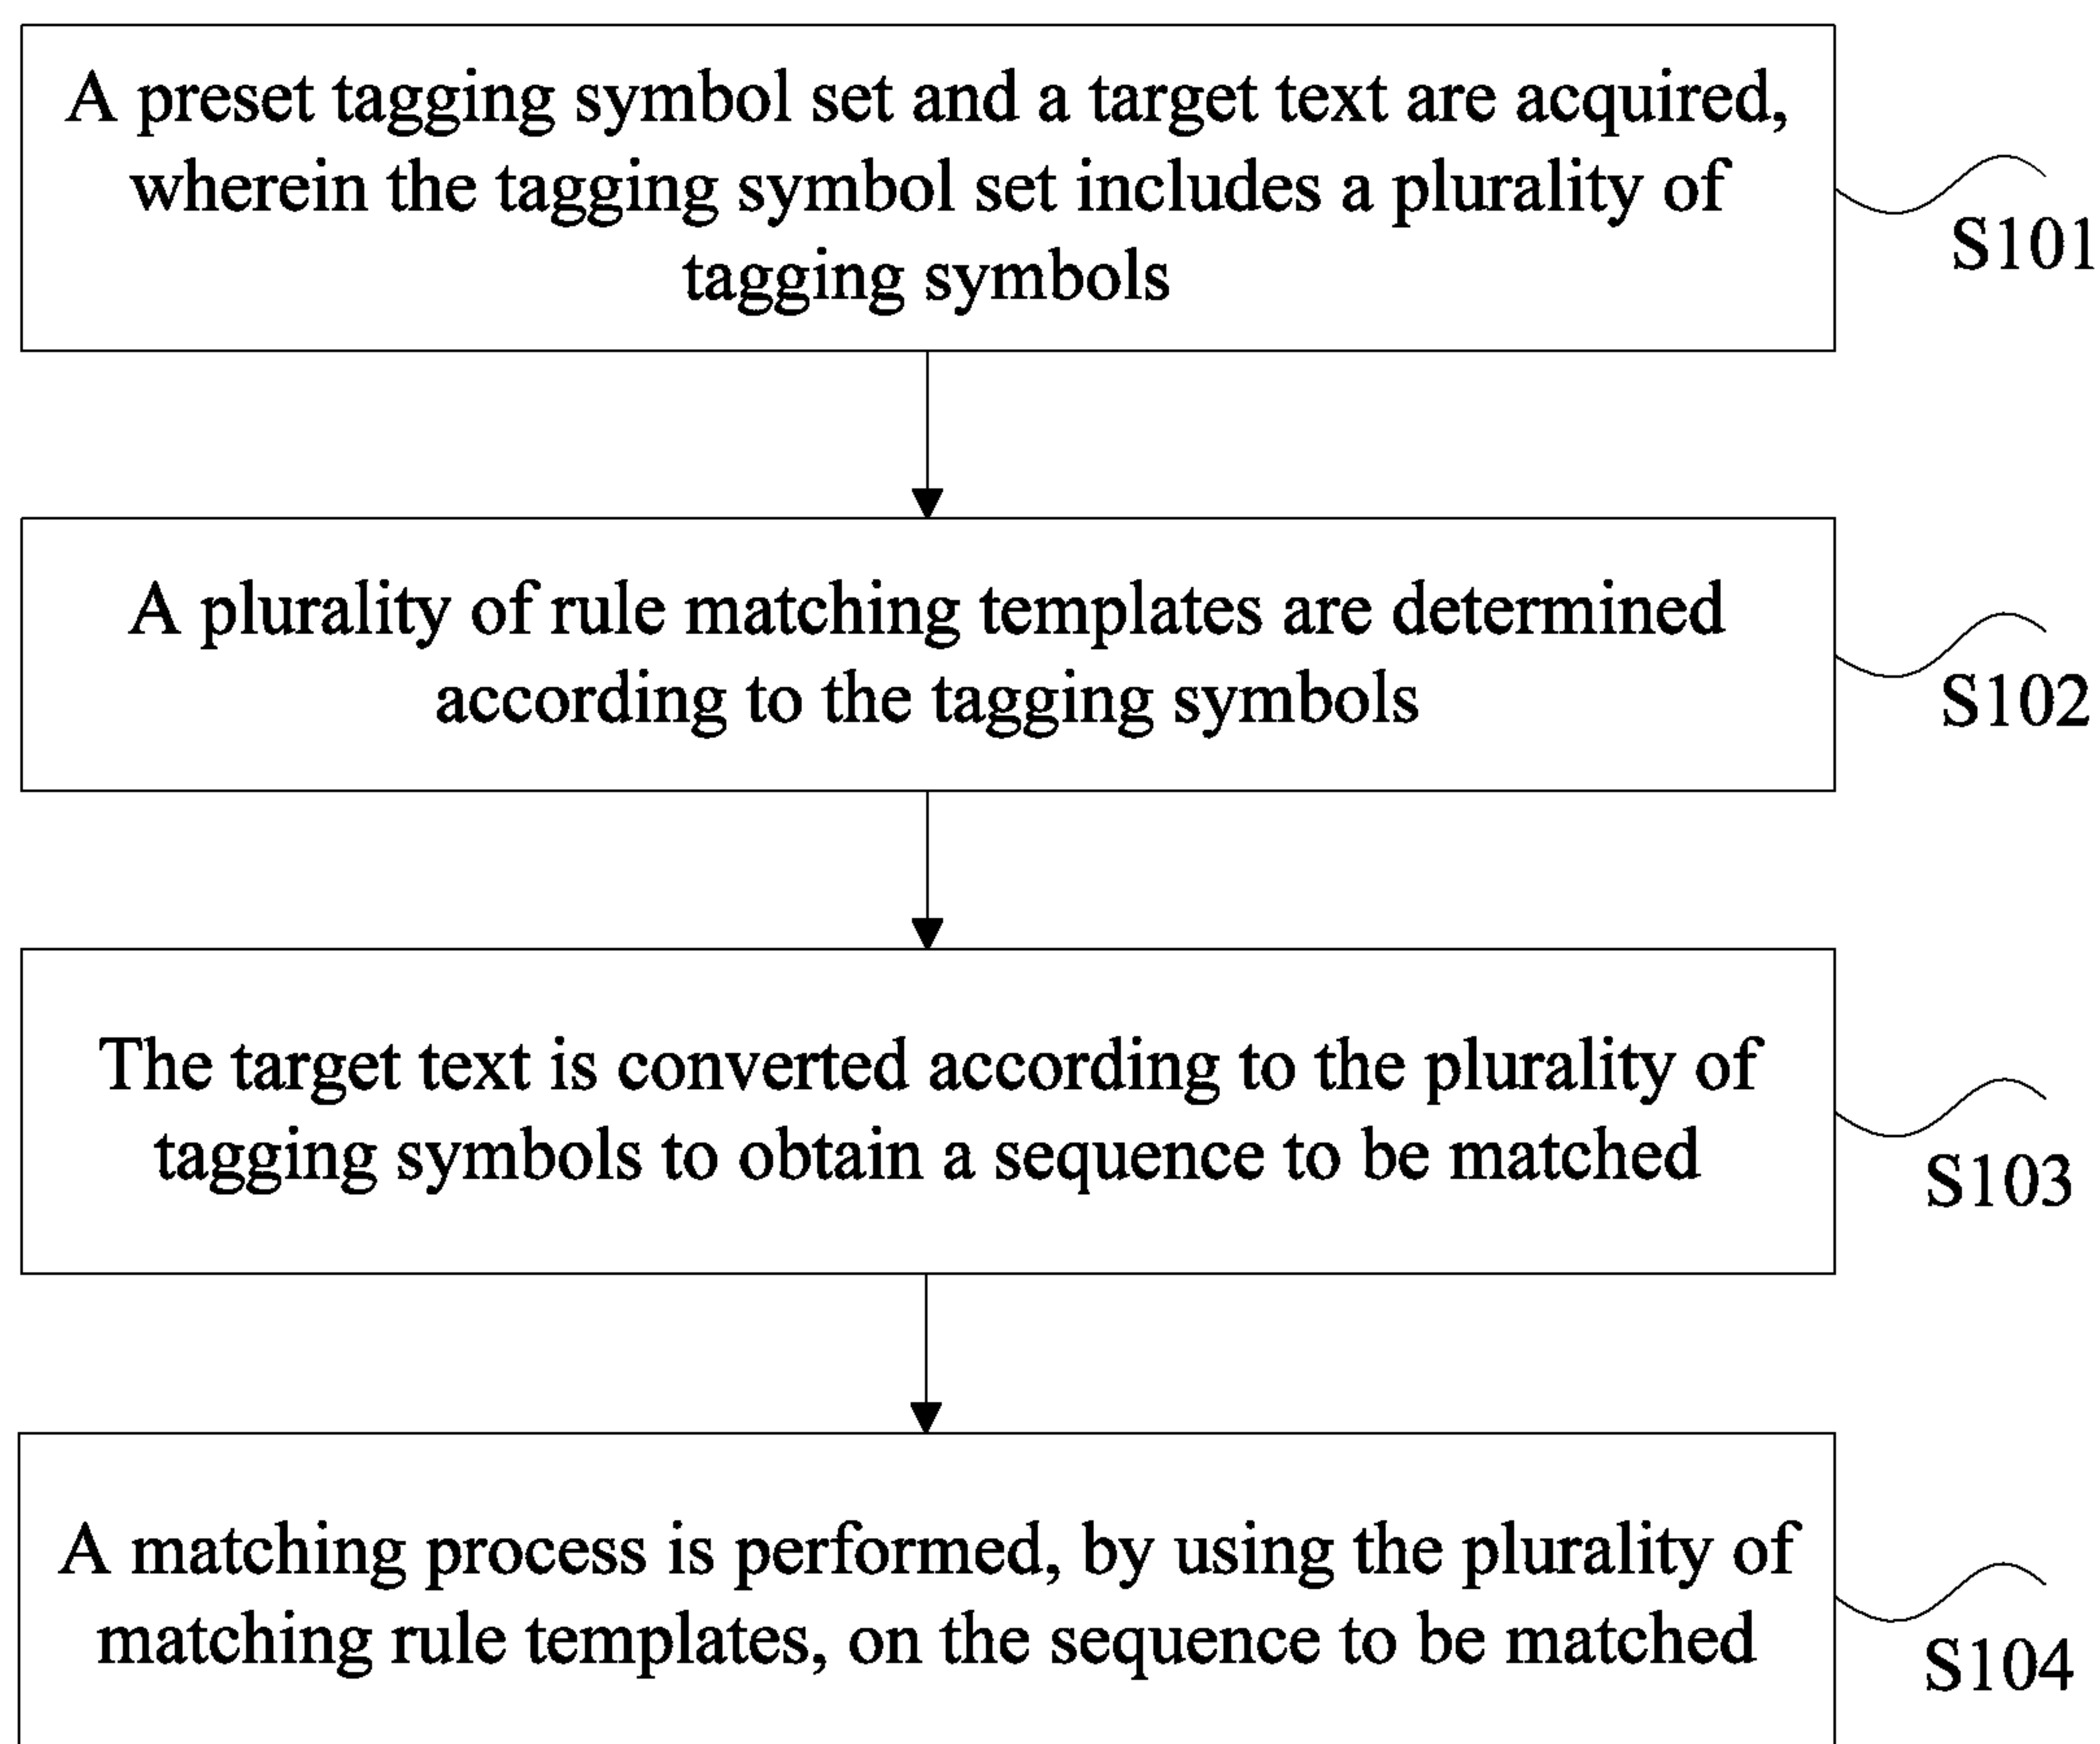 A preset tagging symbol set and a target text are acquired,
wherein the tagging symbol set includes a plurality of
tagging symbols
S101
A plurality of rule matching templates are determined
according to the tagging symbols
S102
The target text is converted according to the plurality of
tagging symbols to obtain a sequence to be matched
S103
A matching process is performed, by using the plurality of
matching rule templates, on the sequence to be matched
S104